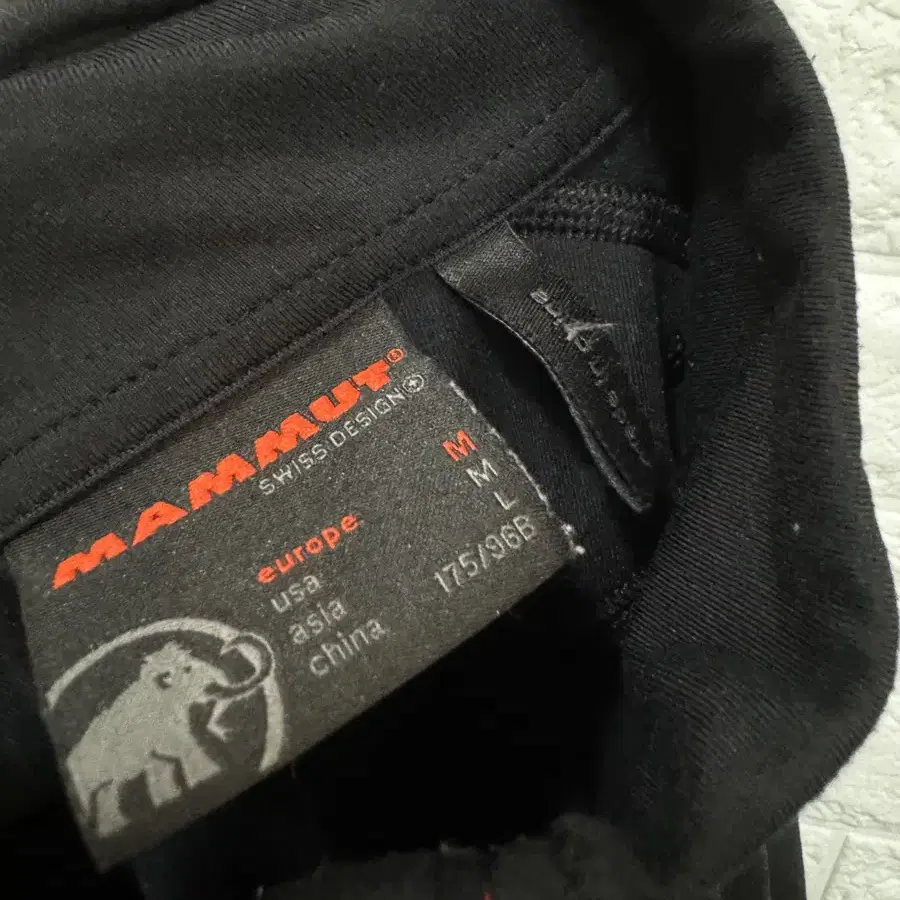 MAMMUT®
SWISS DESIGN
europe M
usa M
asia L
china 175/96B